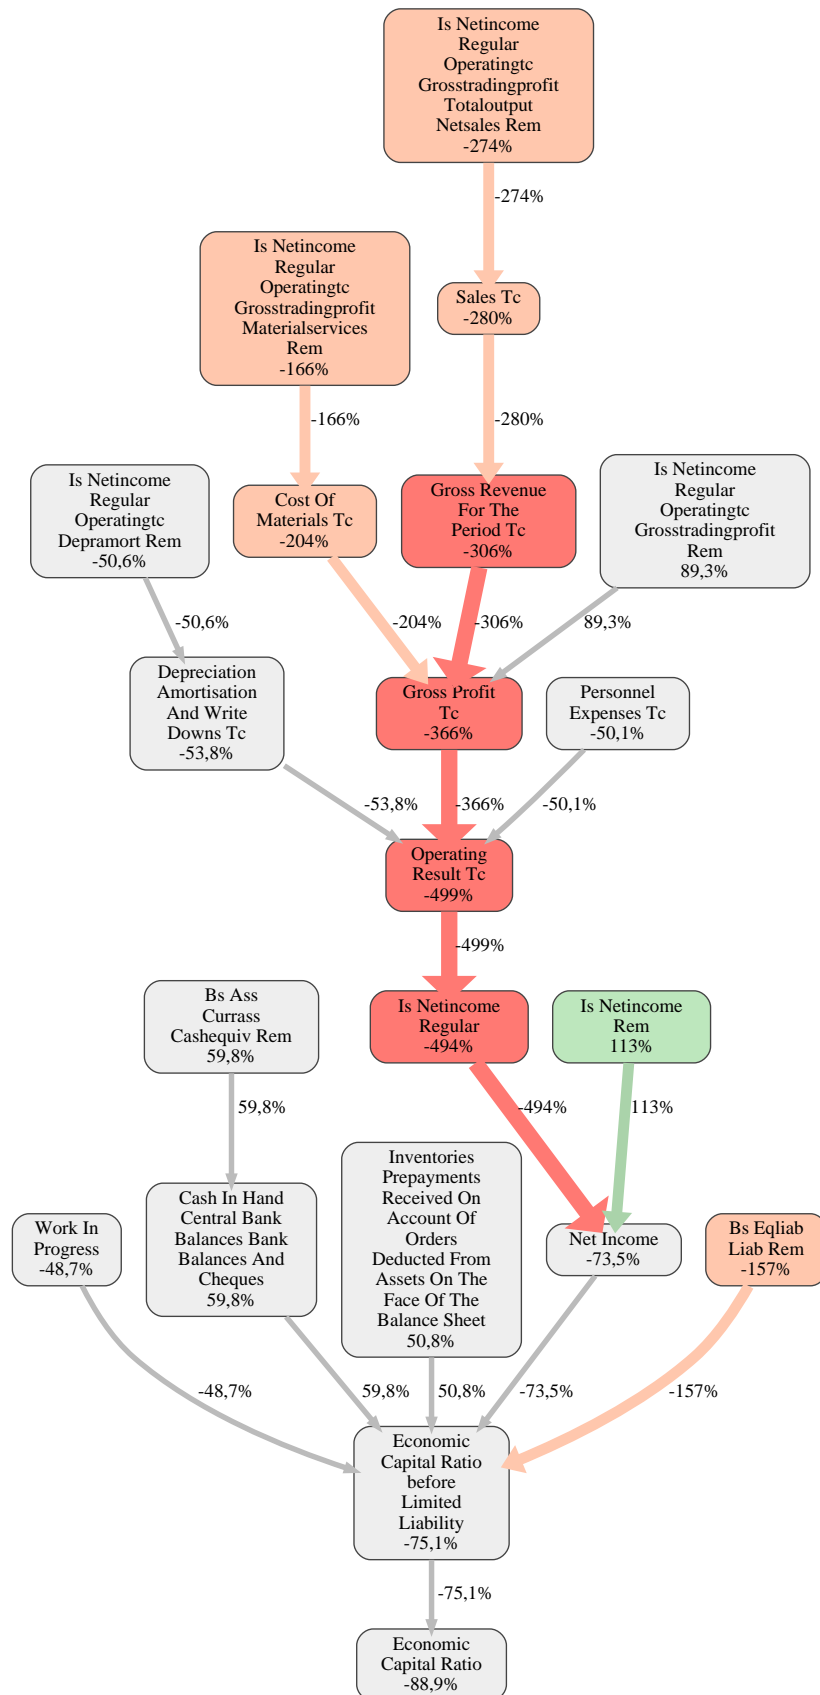 Is Netincome
Regular
Operatingtc
Grosstradingprofit
Totaloutput
Netsales Rem
-274%
-274%
Is Netincome
Regular
Operatingtc
Grosstradingprofit
Materialservices
Rem
-166%
Sales Tc
-280%
-166%
-280%
Is Netincome
Regular
Operatingtc
Depramort Rem
-50,6%
Cost Of
Materials Tc
-204%
Gross Revenue
For The
Period Tc
-306%
Is Netincome
Regular
Operatingtc
Grosstradingprofit
Rem
89,3%
-50,6%
-204%
-306%
89,3%
Depreciation
Amortisation
And Write
Downs Tc
-53,8%
Gross Profit
Tc
-366%
Personnel
Expenses Tc
-50,1%
-53,8%
-366%
-50,1%
Operating
Result Tc
-499%
-499%
Bs Ass
Currass
Cashequiv Rem
59,8%
Is Netincome
Regular
-494%
Is Netincome
Rem
113%
59,8%
-494%
113%
Work In
Progress
-48,7%
Cash In Hand
Central Bank
Balances Bank
Balances And
Cheques
59,8%
Inventories
Prepayments
Received On
Account Of
Orders
Deducted From
Assets On The
Face Of The
Balance Sheet
50,8%
Net Income
-73,5%
Bs Eqliab
Liab Rem
-157%
-48,7%
59,8%
50,8%
-73,5%
-157%
Economic
Capital Ratio
before
Limited
Liability
-75,1%
-75,1%
Economic
Capital Ratio
-88,9%